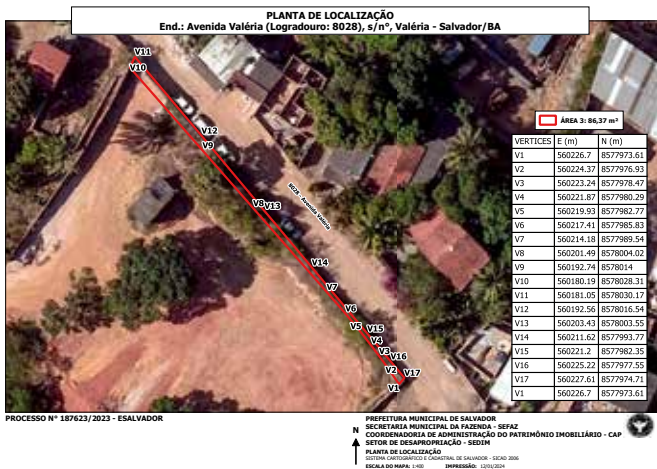 PLANTA DE LOCALIZAÇÃO
End.: Avenida Valéria (Logradouro: 8028), s/nº, Valéria - Salvador/BA
V11
V10
V12
V9
V8
V13
8028 - Avenida Valéria
V14
V7
V6
V5
V15
V4
V3
V16
V2
V17
V1
ÁREA 3: 86,37 m²
VERTICES E (m) N (m)
V1 560226.7 8577973.61
V2 560224.37 8577976.93
V3 560223.24 8577978.47
V4 560221.87 8577980.29
V5 560219.93 8577982.77
V6 560217.41 8577985.83
V7 560214.18 8577989.54
V8 560201.49 8578004.02
V9 560192.74 8578014
V10 560180.19 8578028.31
V11 560181.05 8578030.17
V12 560192.56 8578016.54
V13 560203.43 8578003.55
V14 560211.62 8577993.77
V15 560221.2 8577982.35
V16 560225.22 8577977.55
V17 560227.61 8577974.71
V1 560226.7 8577973.61
PROCESSO Nº 187623/2023 - ESALVADOR
N
PREFEITURA MUNICIPAL DE SALVADOR
SECRETARIA MUNICIPAL DA FAZENDA - SEFAZ
COORDENADORIA DE ADMINISTRAÇÃO DO PATRIMÔNIO IMOBILIÁRIO - CAP
SETOR DE DESAPROPRIAÇÃO - SEDIM
PLANTA DE LOCALIZAÇÃO
SISTEMA CARTOGRÁFICO E CADASTRAL DE SALVADOR - SICAD 2006
ESCALA DO MAPA: 1:400 IMPRESSÃO: 12/01/2024